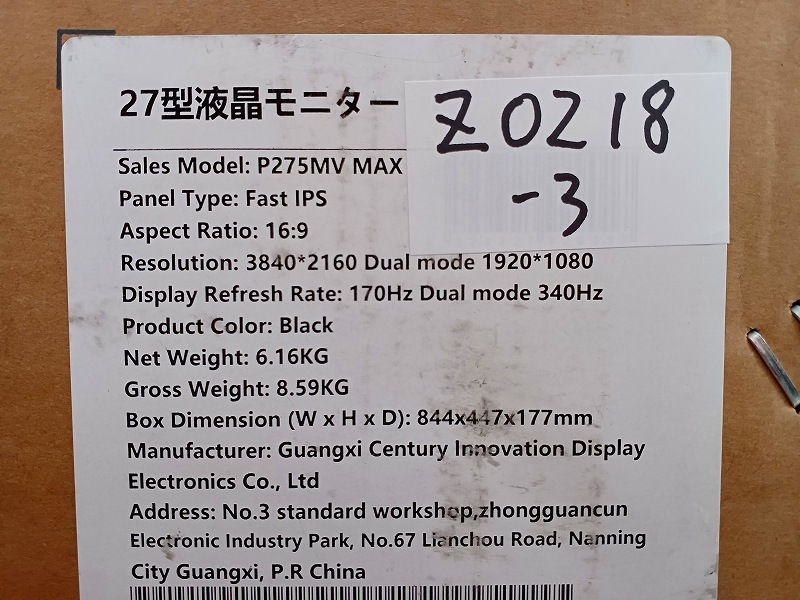 27型液晶モニター
Z0218
-3
Sales Model: P275MV MAX
Panel Type: Fast IPS
Aspect Ratio: 16:9
Resolution: 3840*2160 Dual mode 1920*1080
Display Refresh Rate: 170Hz Dual mode 340Hz
Product Color: Black
Net Weight: 6.16KG
Gross Weight: 8.59KG
Box Dimension (W x H x D): 844x447x177mm
Manufacturer: Guangxi Century Innovation Display
Electronics Co., Ltd
Address: No.3 standard workshop,zhongguancun
Electronic Industry Park, No.67 Lianchou Road, Nanning
City Guangxi, P.R China